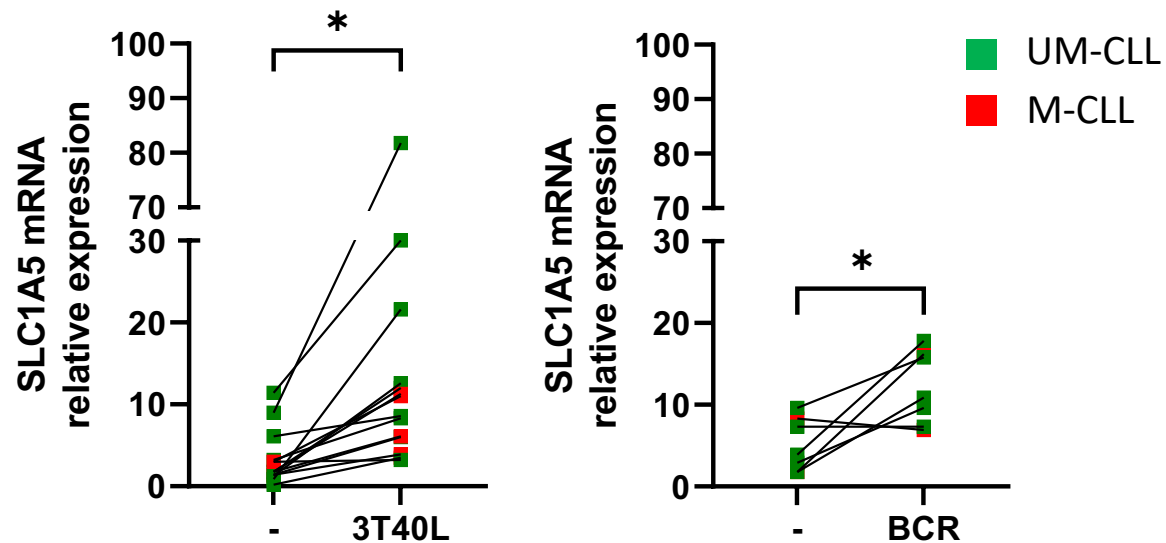 SLC1A5 mRNA
relative expression
*
100
90
80
70
30
20
10
0
-
3T40L
SLC1A5 mRNA
relative expression
*
100
90
80
70
30
20
10
0
-
BCR
UM-CLL
M-CLL